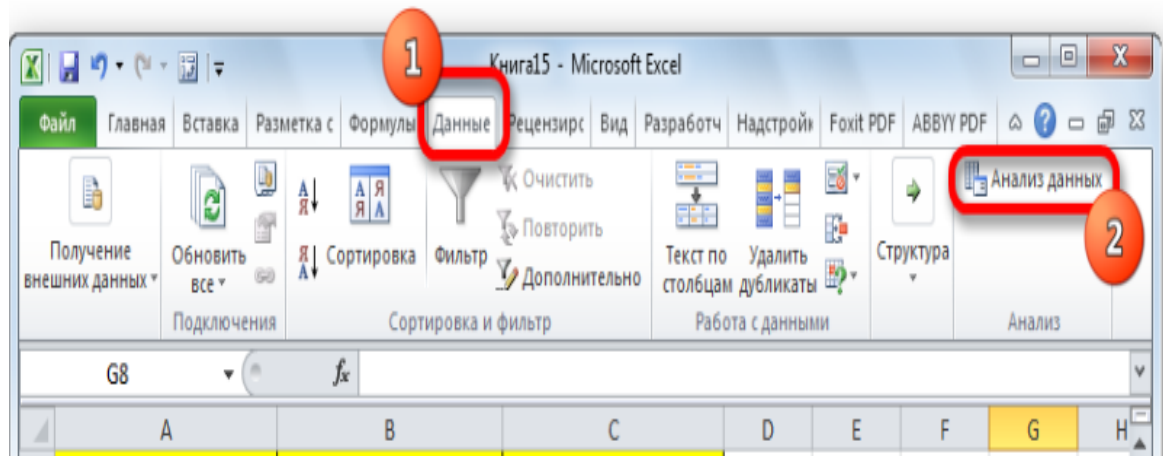 1
Книга15 - Microsoft Excel
Файл Главная Вставка Разметка с Формулы Данные Рецензирс Вид Разработч Надстройк Foxit PDF ABBYY PDF
Получение
внешних данных
Обновить
все
Подключения
Сортировка
Фильтр
Очистить
Повторить
Дополнительно
Сортировка и фильтр
Текст по
столбцам
Удалить
дубликаты
Работа с данными
Структура
Анализ данных
2
Анализ
G8 fx
A B C D E F G H